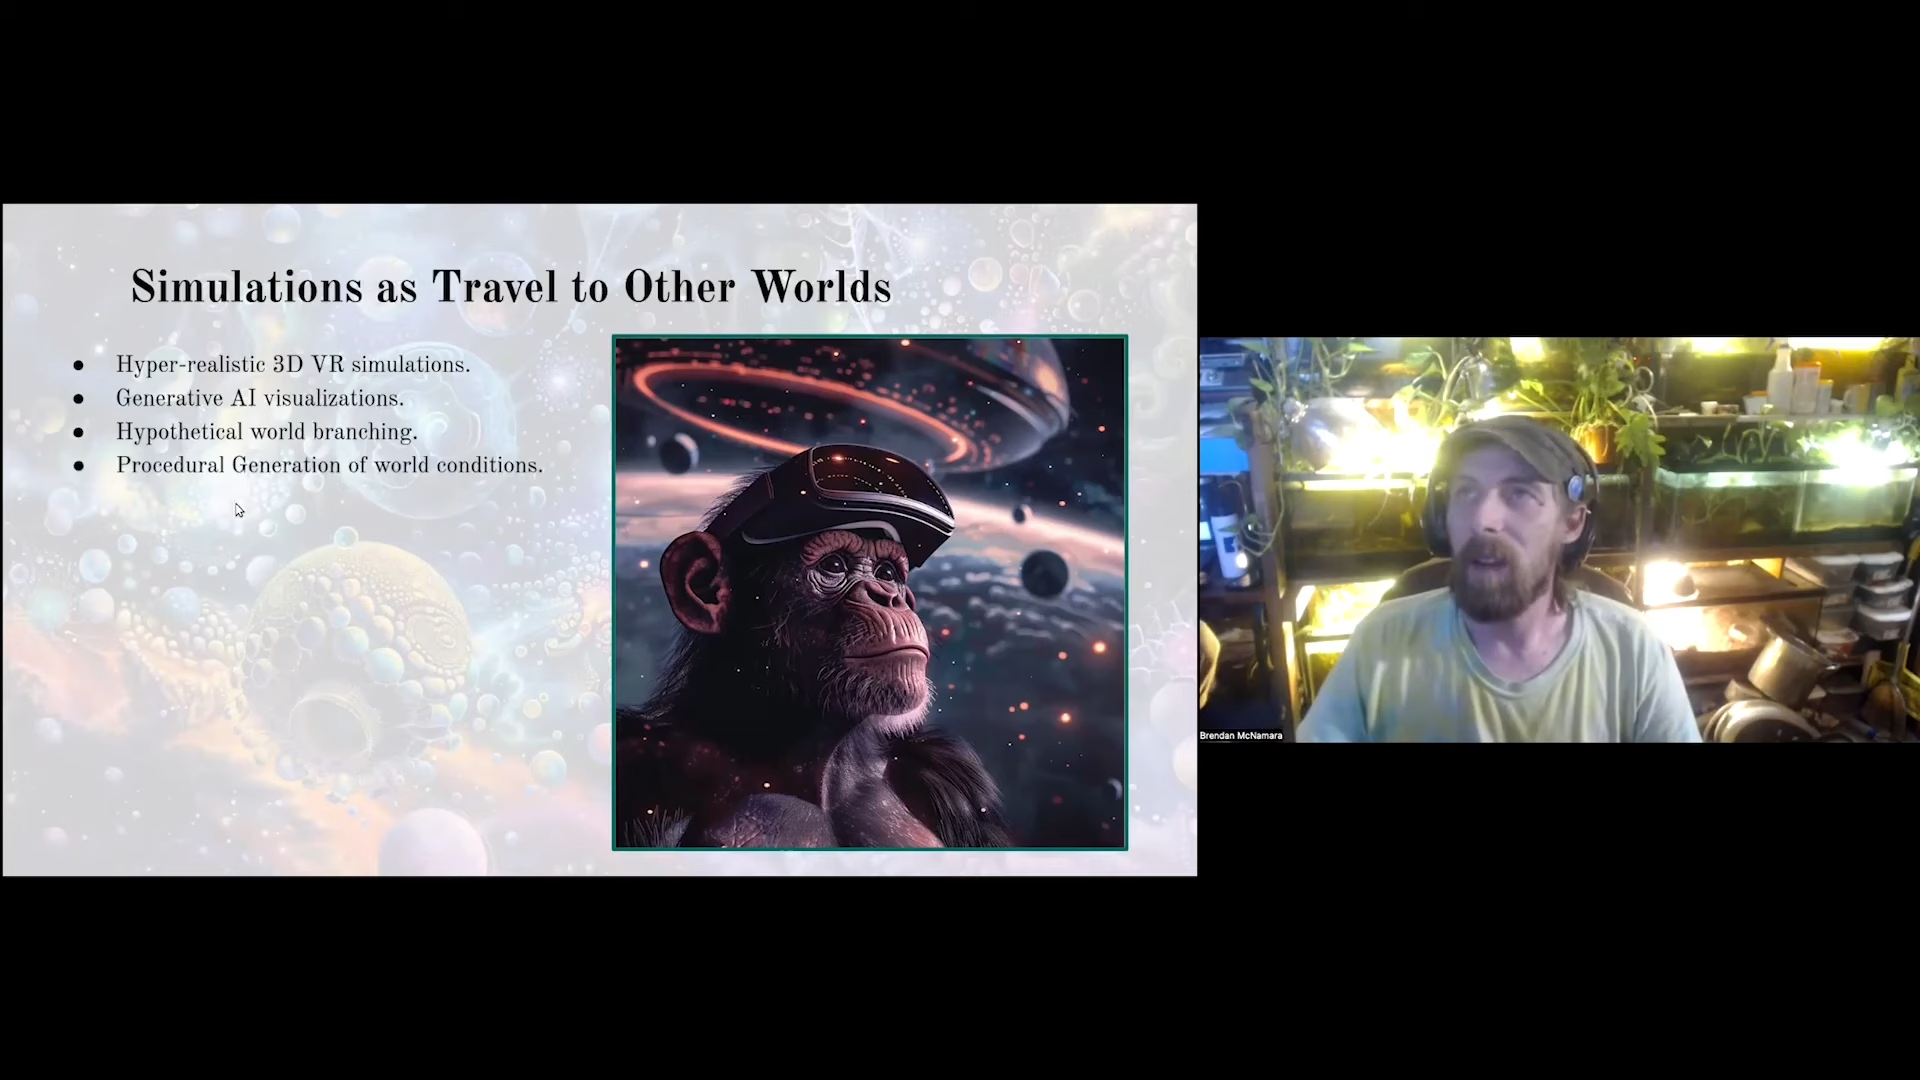 Simulations as Travel to Other Worlds
● Hyper-realistic 3D VR simulations.
● Generative AI visualizations.
● Hypothetical world branching.
● Procedural Generation of world conditions.
Brendan McNamara